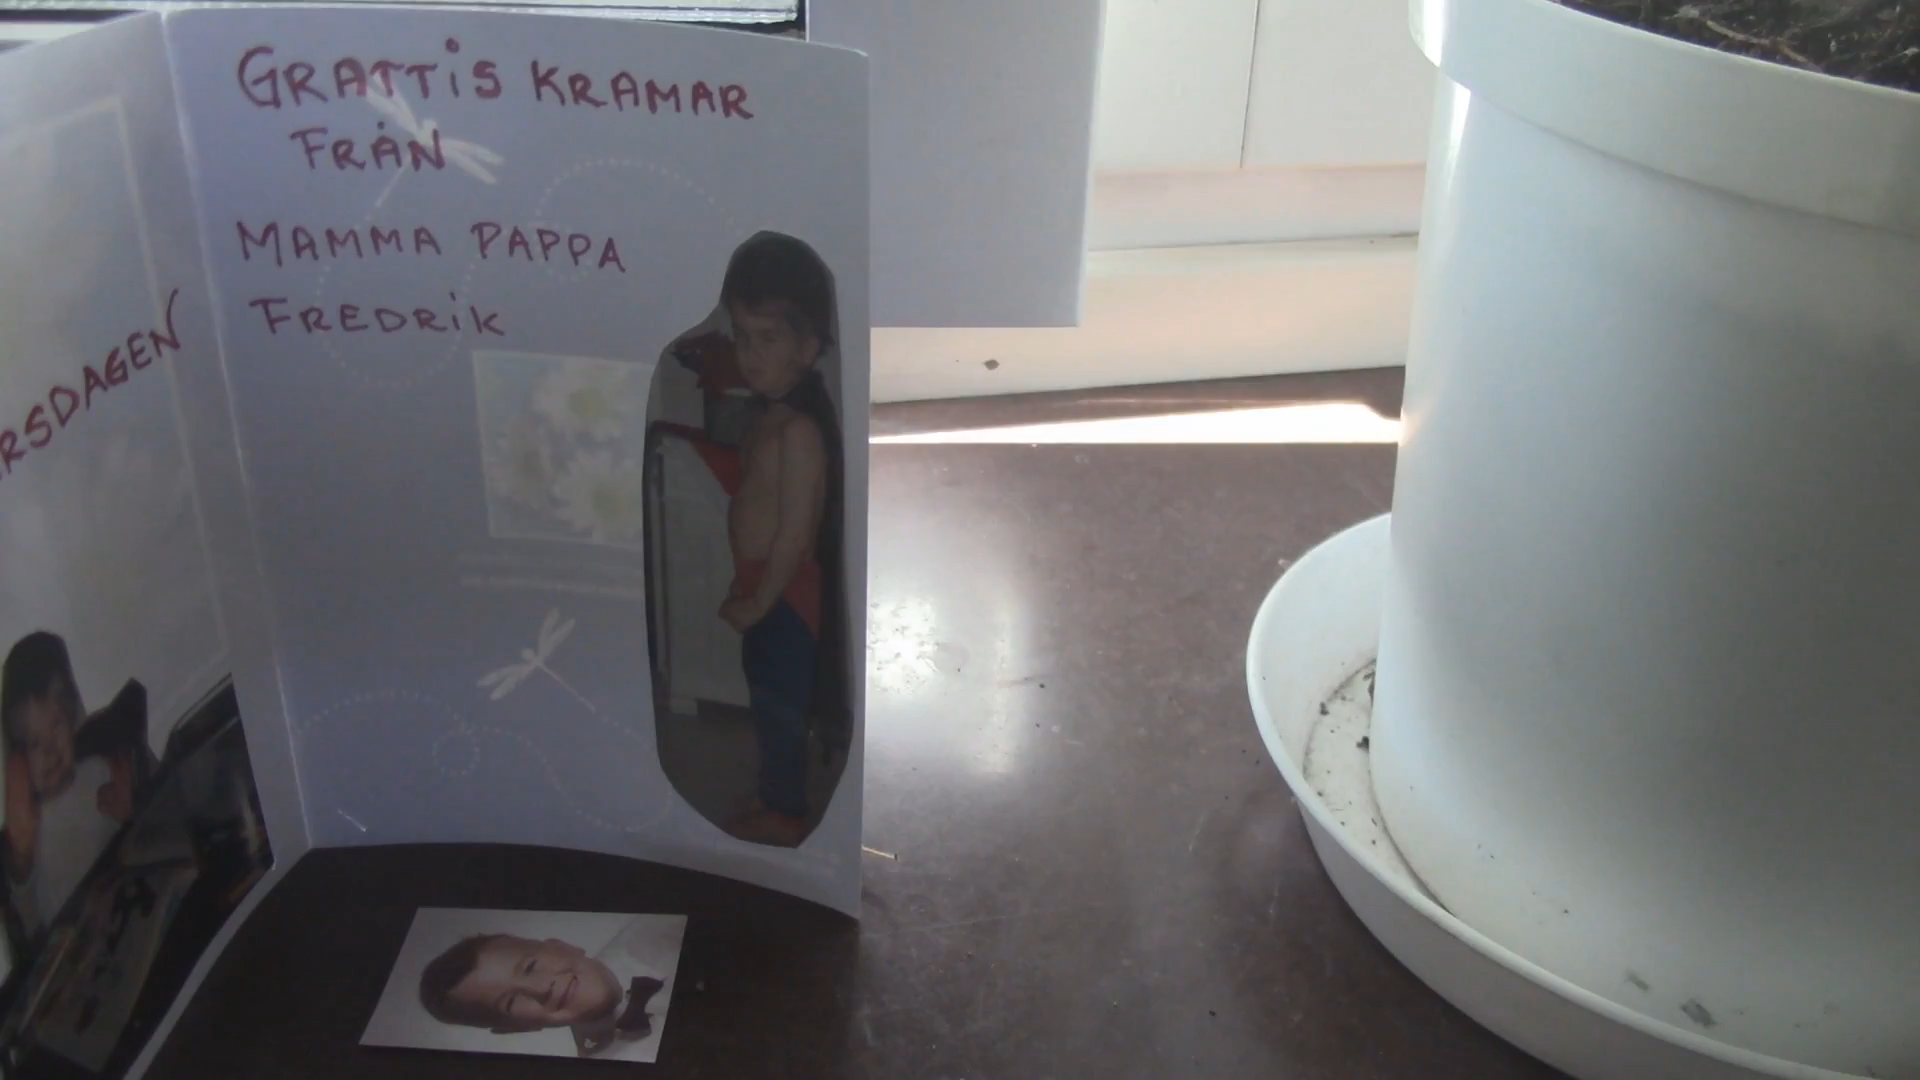 RSDAGEN
GRATTiS KRAMAR
FRÅN
MAMMA PAPPA
FREDRiK